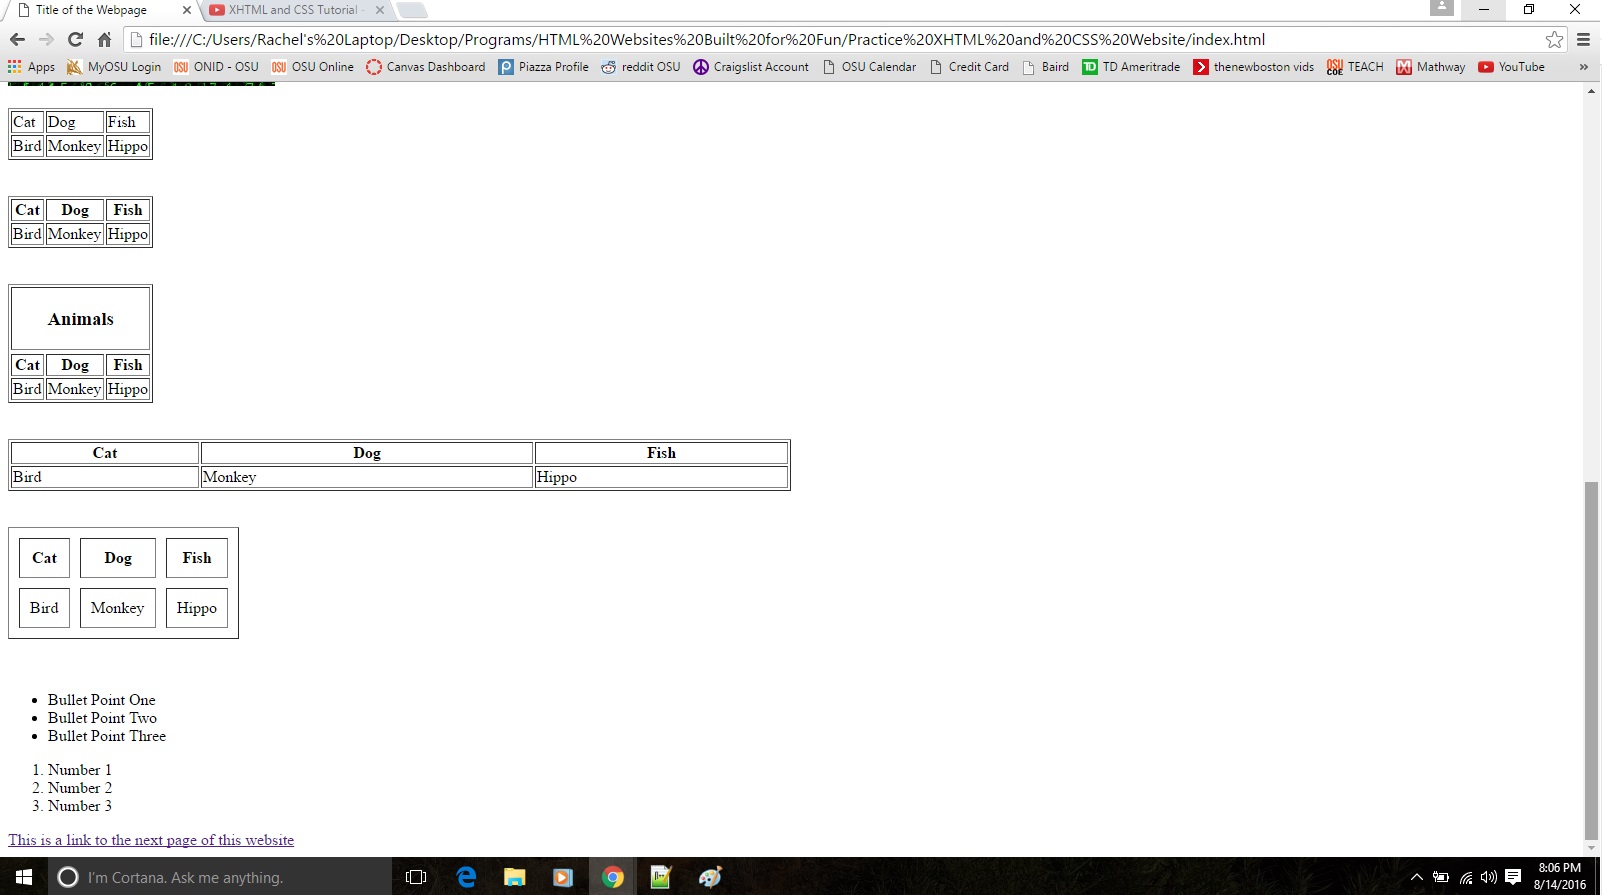 Title of the Webpage XHTML and CSS Tutorial
file:///C:/Users/Rachel's%20Laptop/Desktop/Programs/HTML%20Websites%20Built%20for%20Fun/Practice%20XHTML%20and%20CSS%20Website/index.html
Apps MyOSU Login OSU ONID - OSU OSU OSU Online Canvas Dashboard Piazza Profile reddit OSU Craigslist Account OSU Calendar Credit Card Baird TD TD Ameritrade thenewboston vids OSU COE TEACH Mathway YouTube »
Cat Dog Fish
Bird Monkey Hippo
Cat Dog Fish
Bird Monkey Hippo
Animals
Cat Dog Fish
Bird Monkey Hippo
Cat Dog Fish
Bird Monkey Hippo
Cat Dog Fish
Bird Monkey Hippo
• Bullet Point One
• Bullet Point Two
• Bullet Point Three
1. Number 1
2. Number 2
3. Number 3
This is a link to the next page of this website
I'm Cortana. Ask me anything.
8:06 PM
8/14/2016